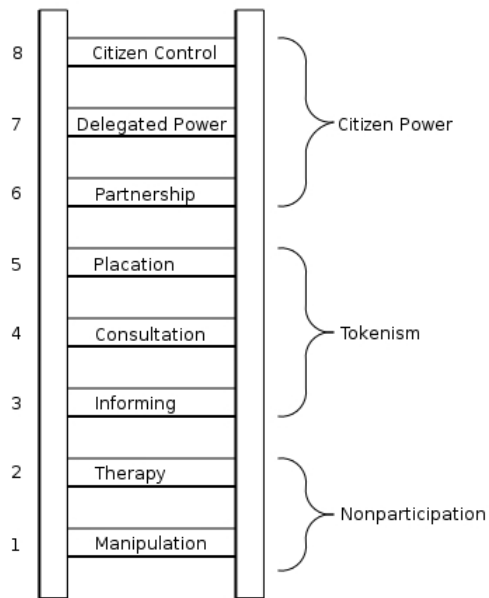 8 Citizen Control
7 Delegated Power
Citizen Power
6 Partnership
5 Placation
4 Consultation
Tokenism
3 Informing
2 Therapy
Nonparticipation
1 Manipulation